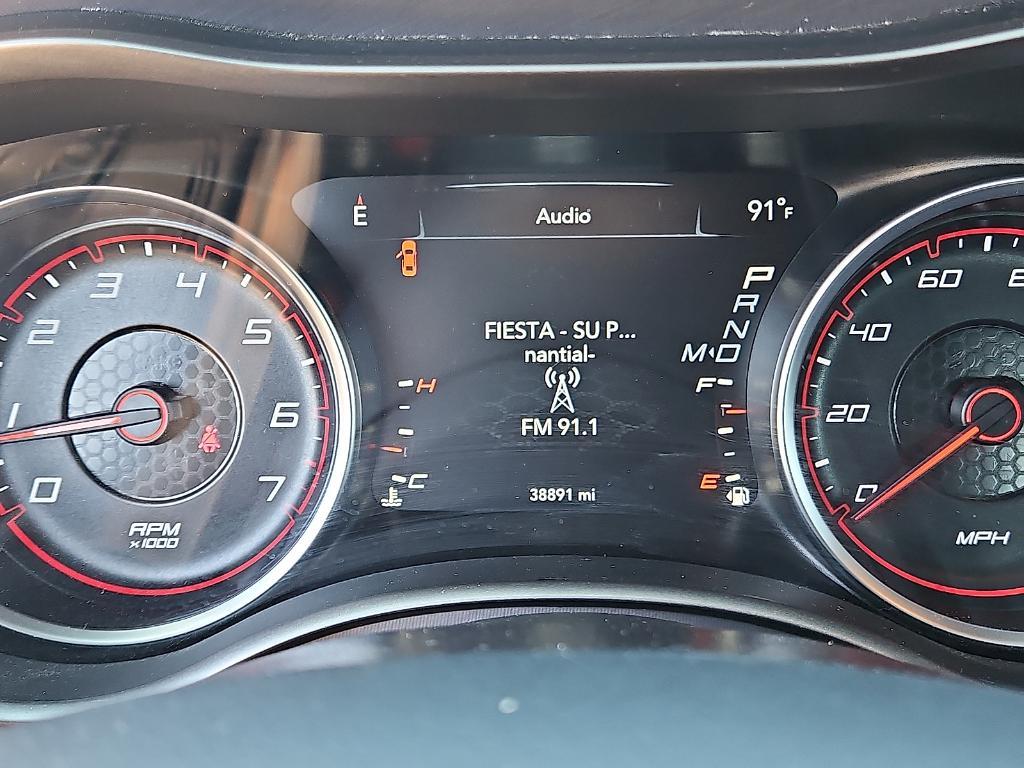 E Audio 91°F
FIESTA - SU P...
nantial-
FM 91.1
38891 mi
H
C
P
R
N
M D
F
E
0 1 2 3 4 5 6 7
RPM
x1000
0 20 40 60
MPH